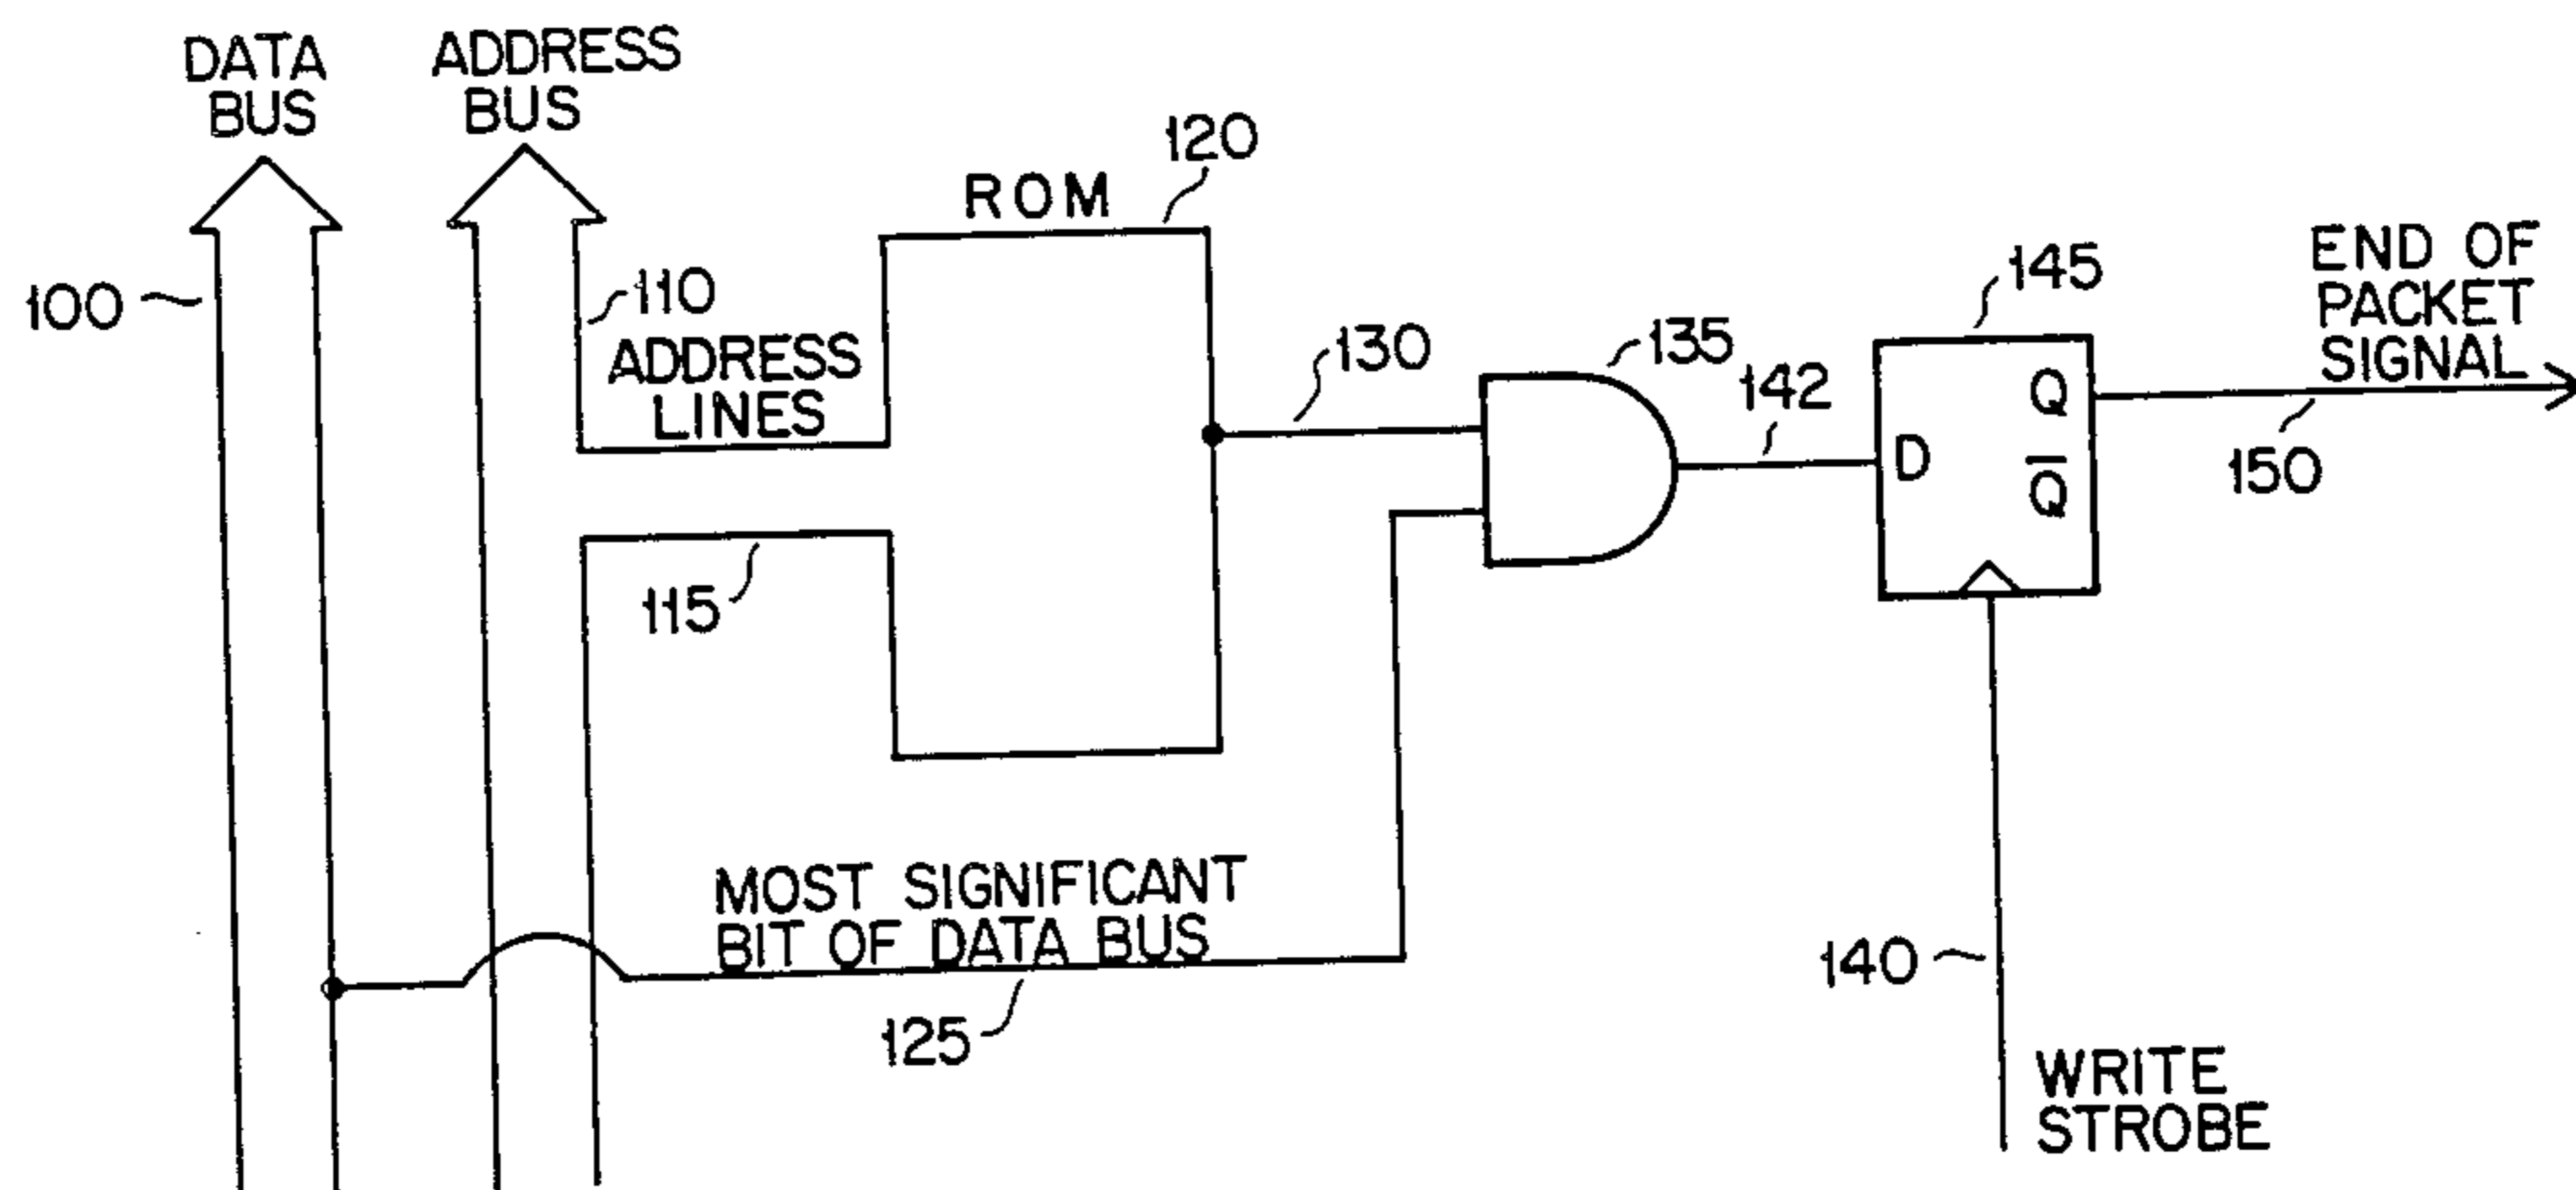 DATA
BUS
ADDRESS
BUS
120
ROM
100
110
ADDRESS
LINES
130
135
142
145
END OF
PACKET
SIGNAL
Q
D
Q̅
150
115
MOST SIGNIFICANT
BIT OF DATA BUS
125
140
WRITE
STROBE